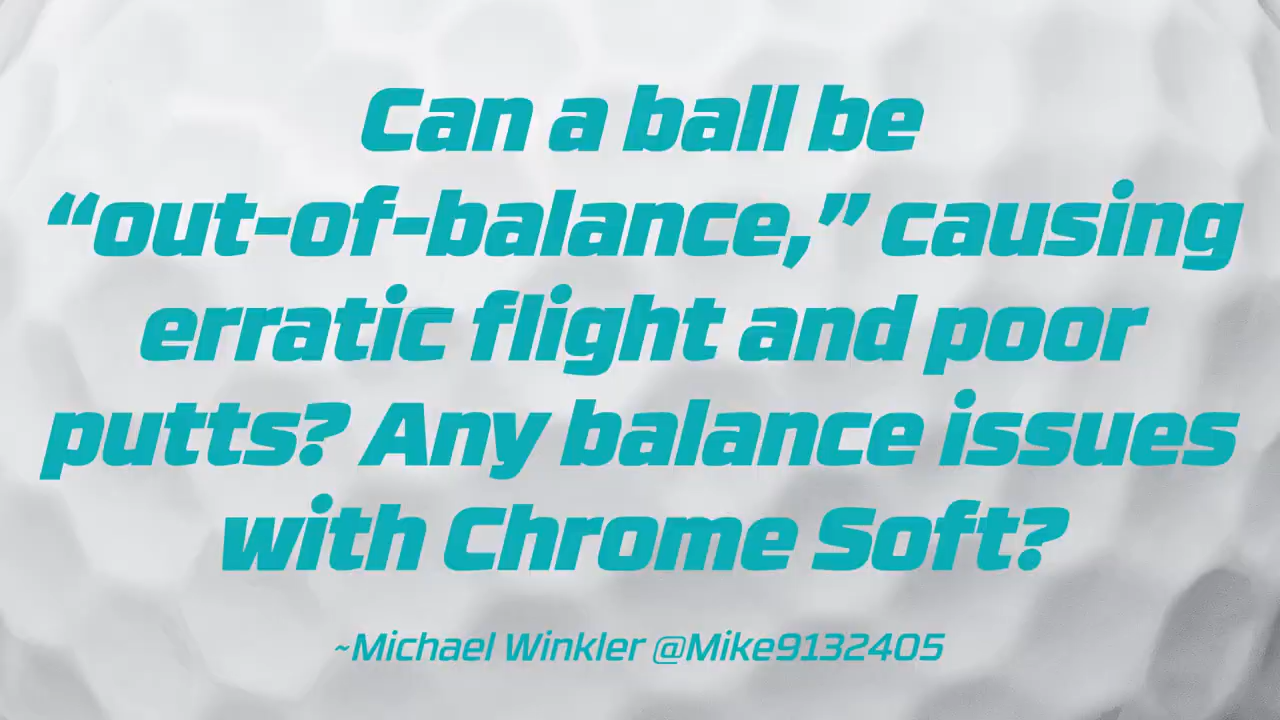 Can a ball be
“out-of-balance,” causing
erratic flight and poor
putts? Any balance issues
with Chrome Soft?
~Michael Winkler @Mike9132405